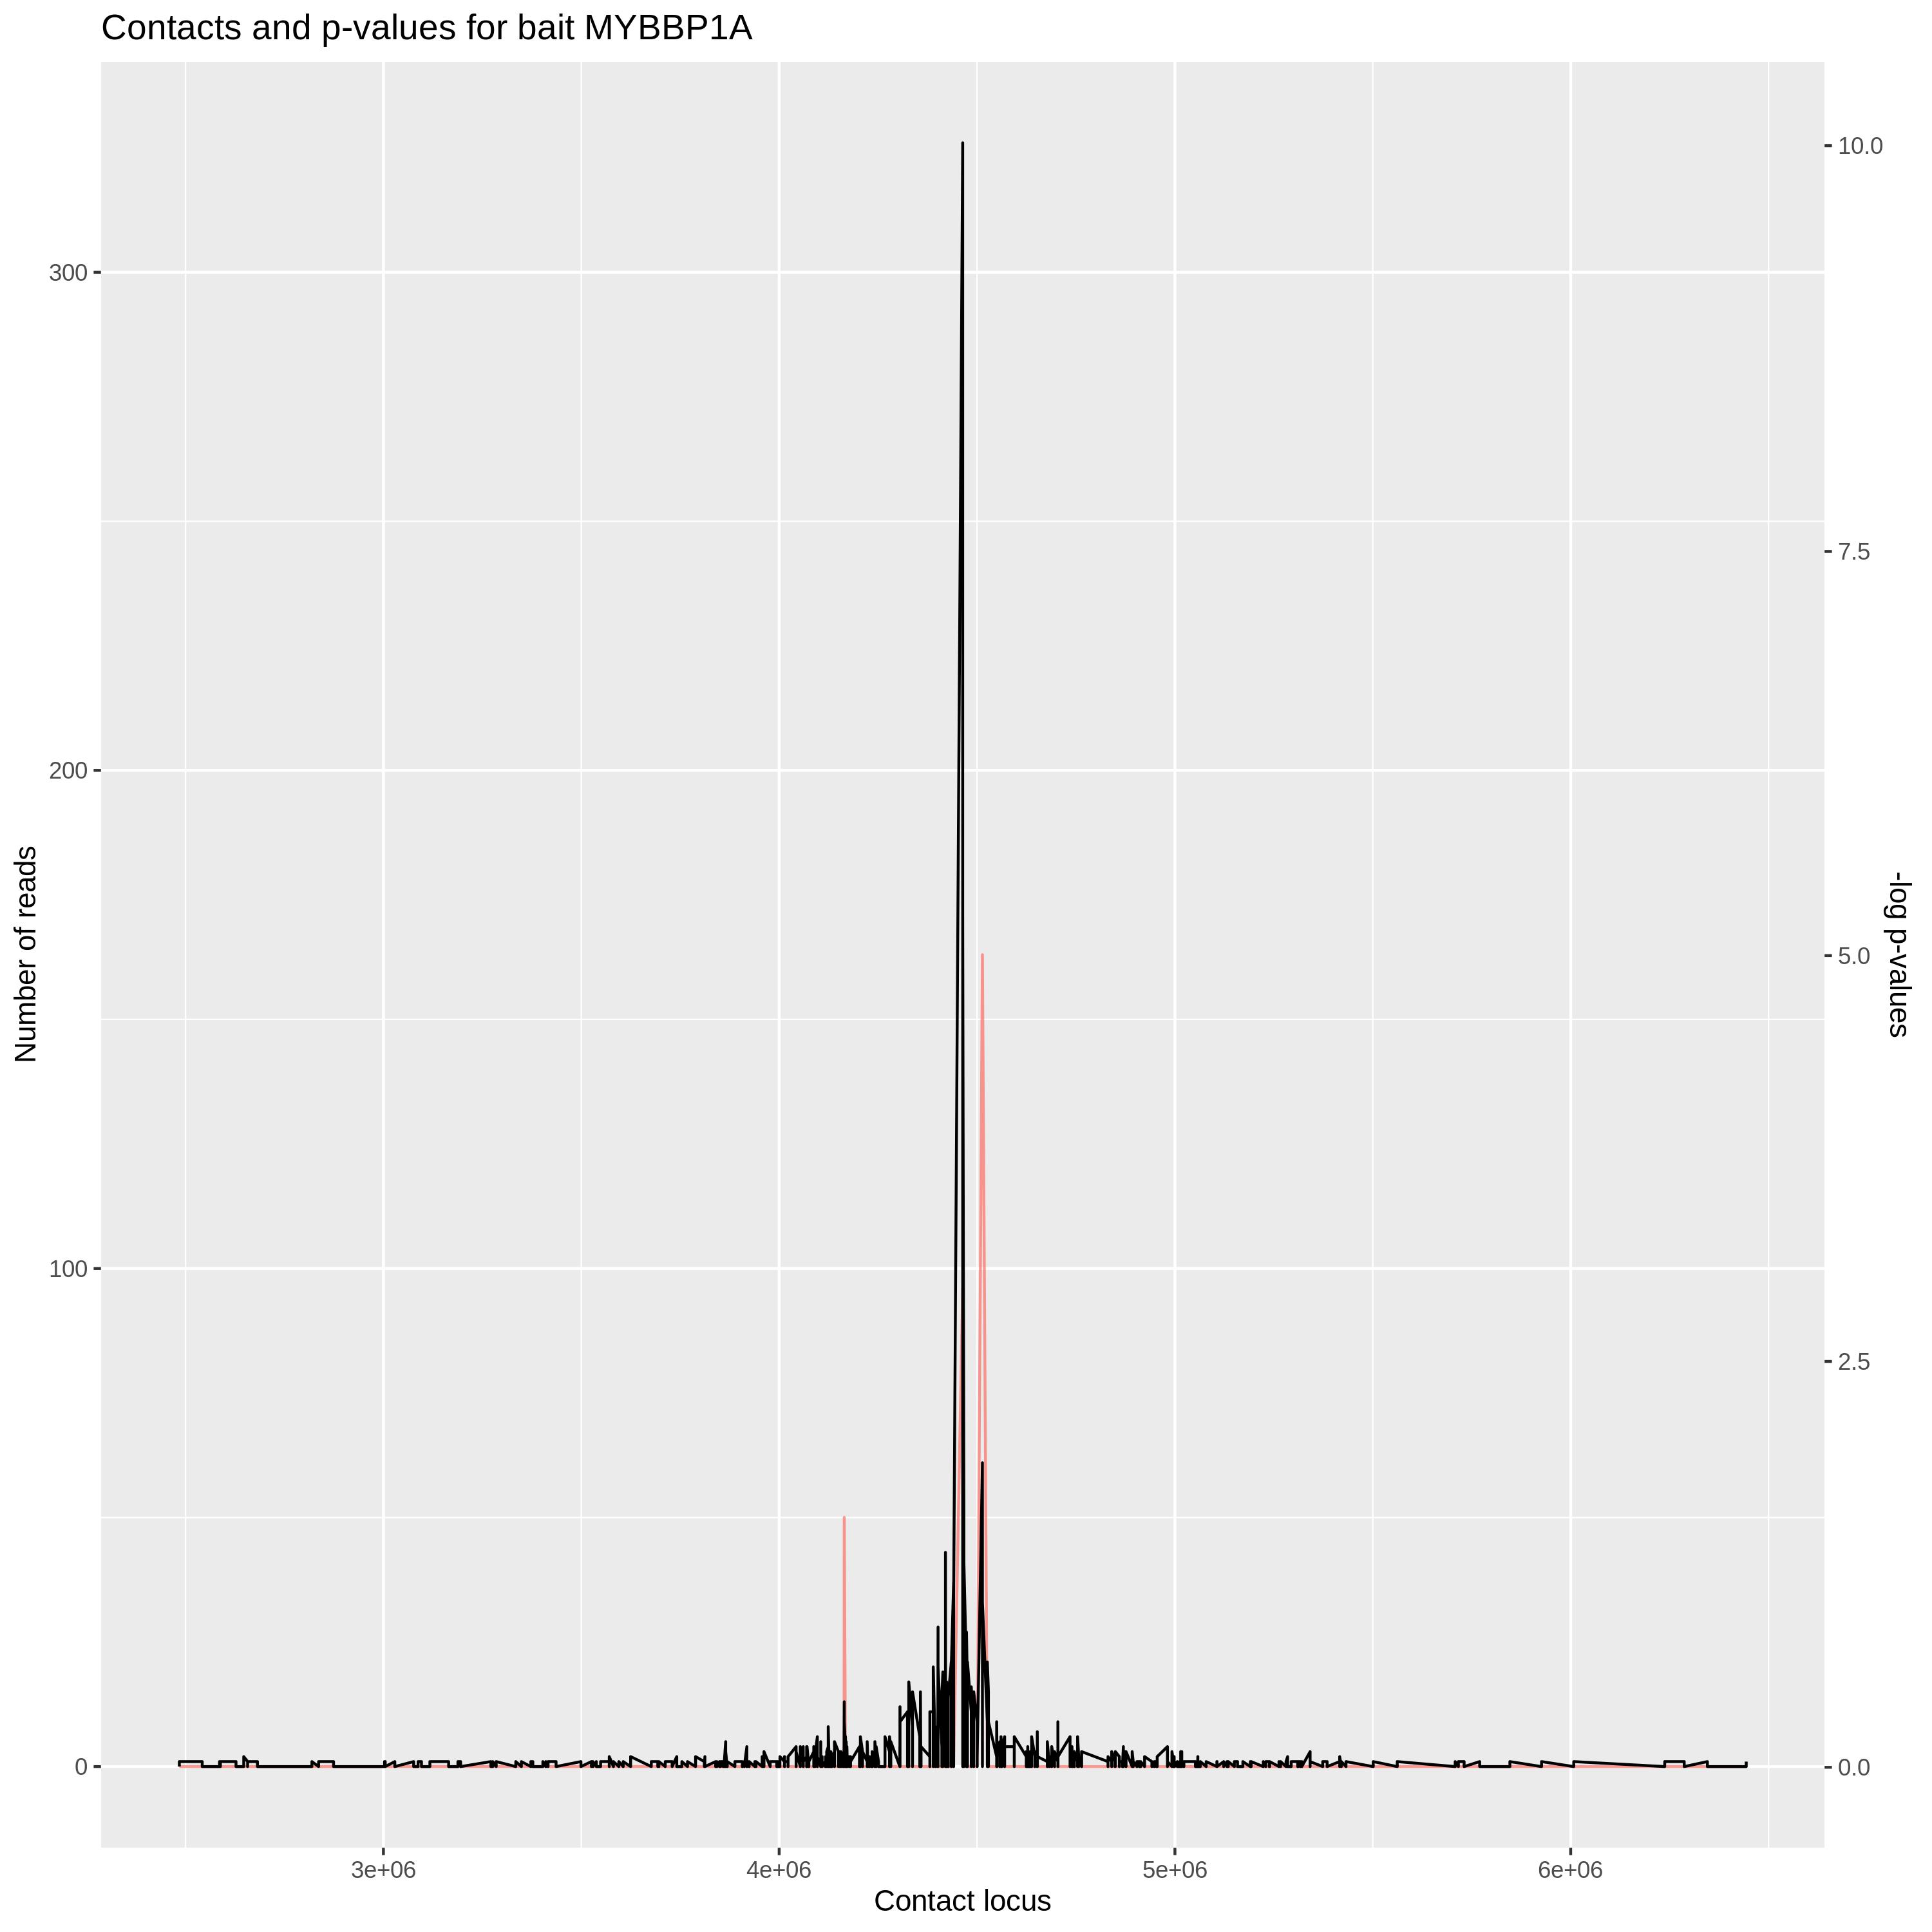 Contacts and p-values for bait MYBBP1A
Number of reads
300
200
100
0
10.0
7.5
5.0
2.5
0.0
-log p-values
3e+06
4e+06
5e+06
6e+06
Contact locus